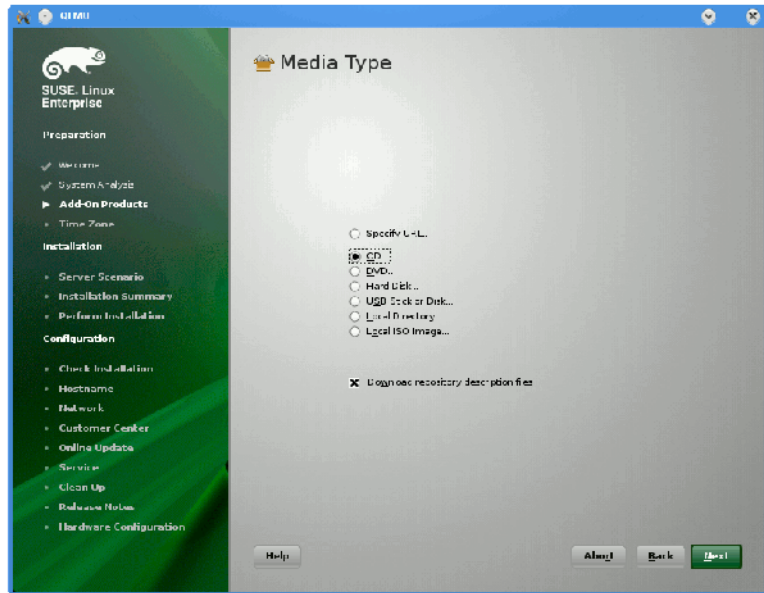 QEMU
SUSE. Linux
Enterprise
Preparation
Welcome
System Analysis
Add-On Products
Time Zone
Installation
Server Scenario
Installation Summary
Perform Installation
Configuration
Check Installation
Hostname
Network
Customer Center
Online Update
Service
Clean Up
Release Notes
Hardware Configuration
Media Type
Specify URL...
CD...
DVD...
Hard Disk...
USB Stick or Disk...
Local Directory
Local ISO Image...
Download repository description files
Help
Abort
Back
Next